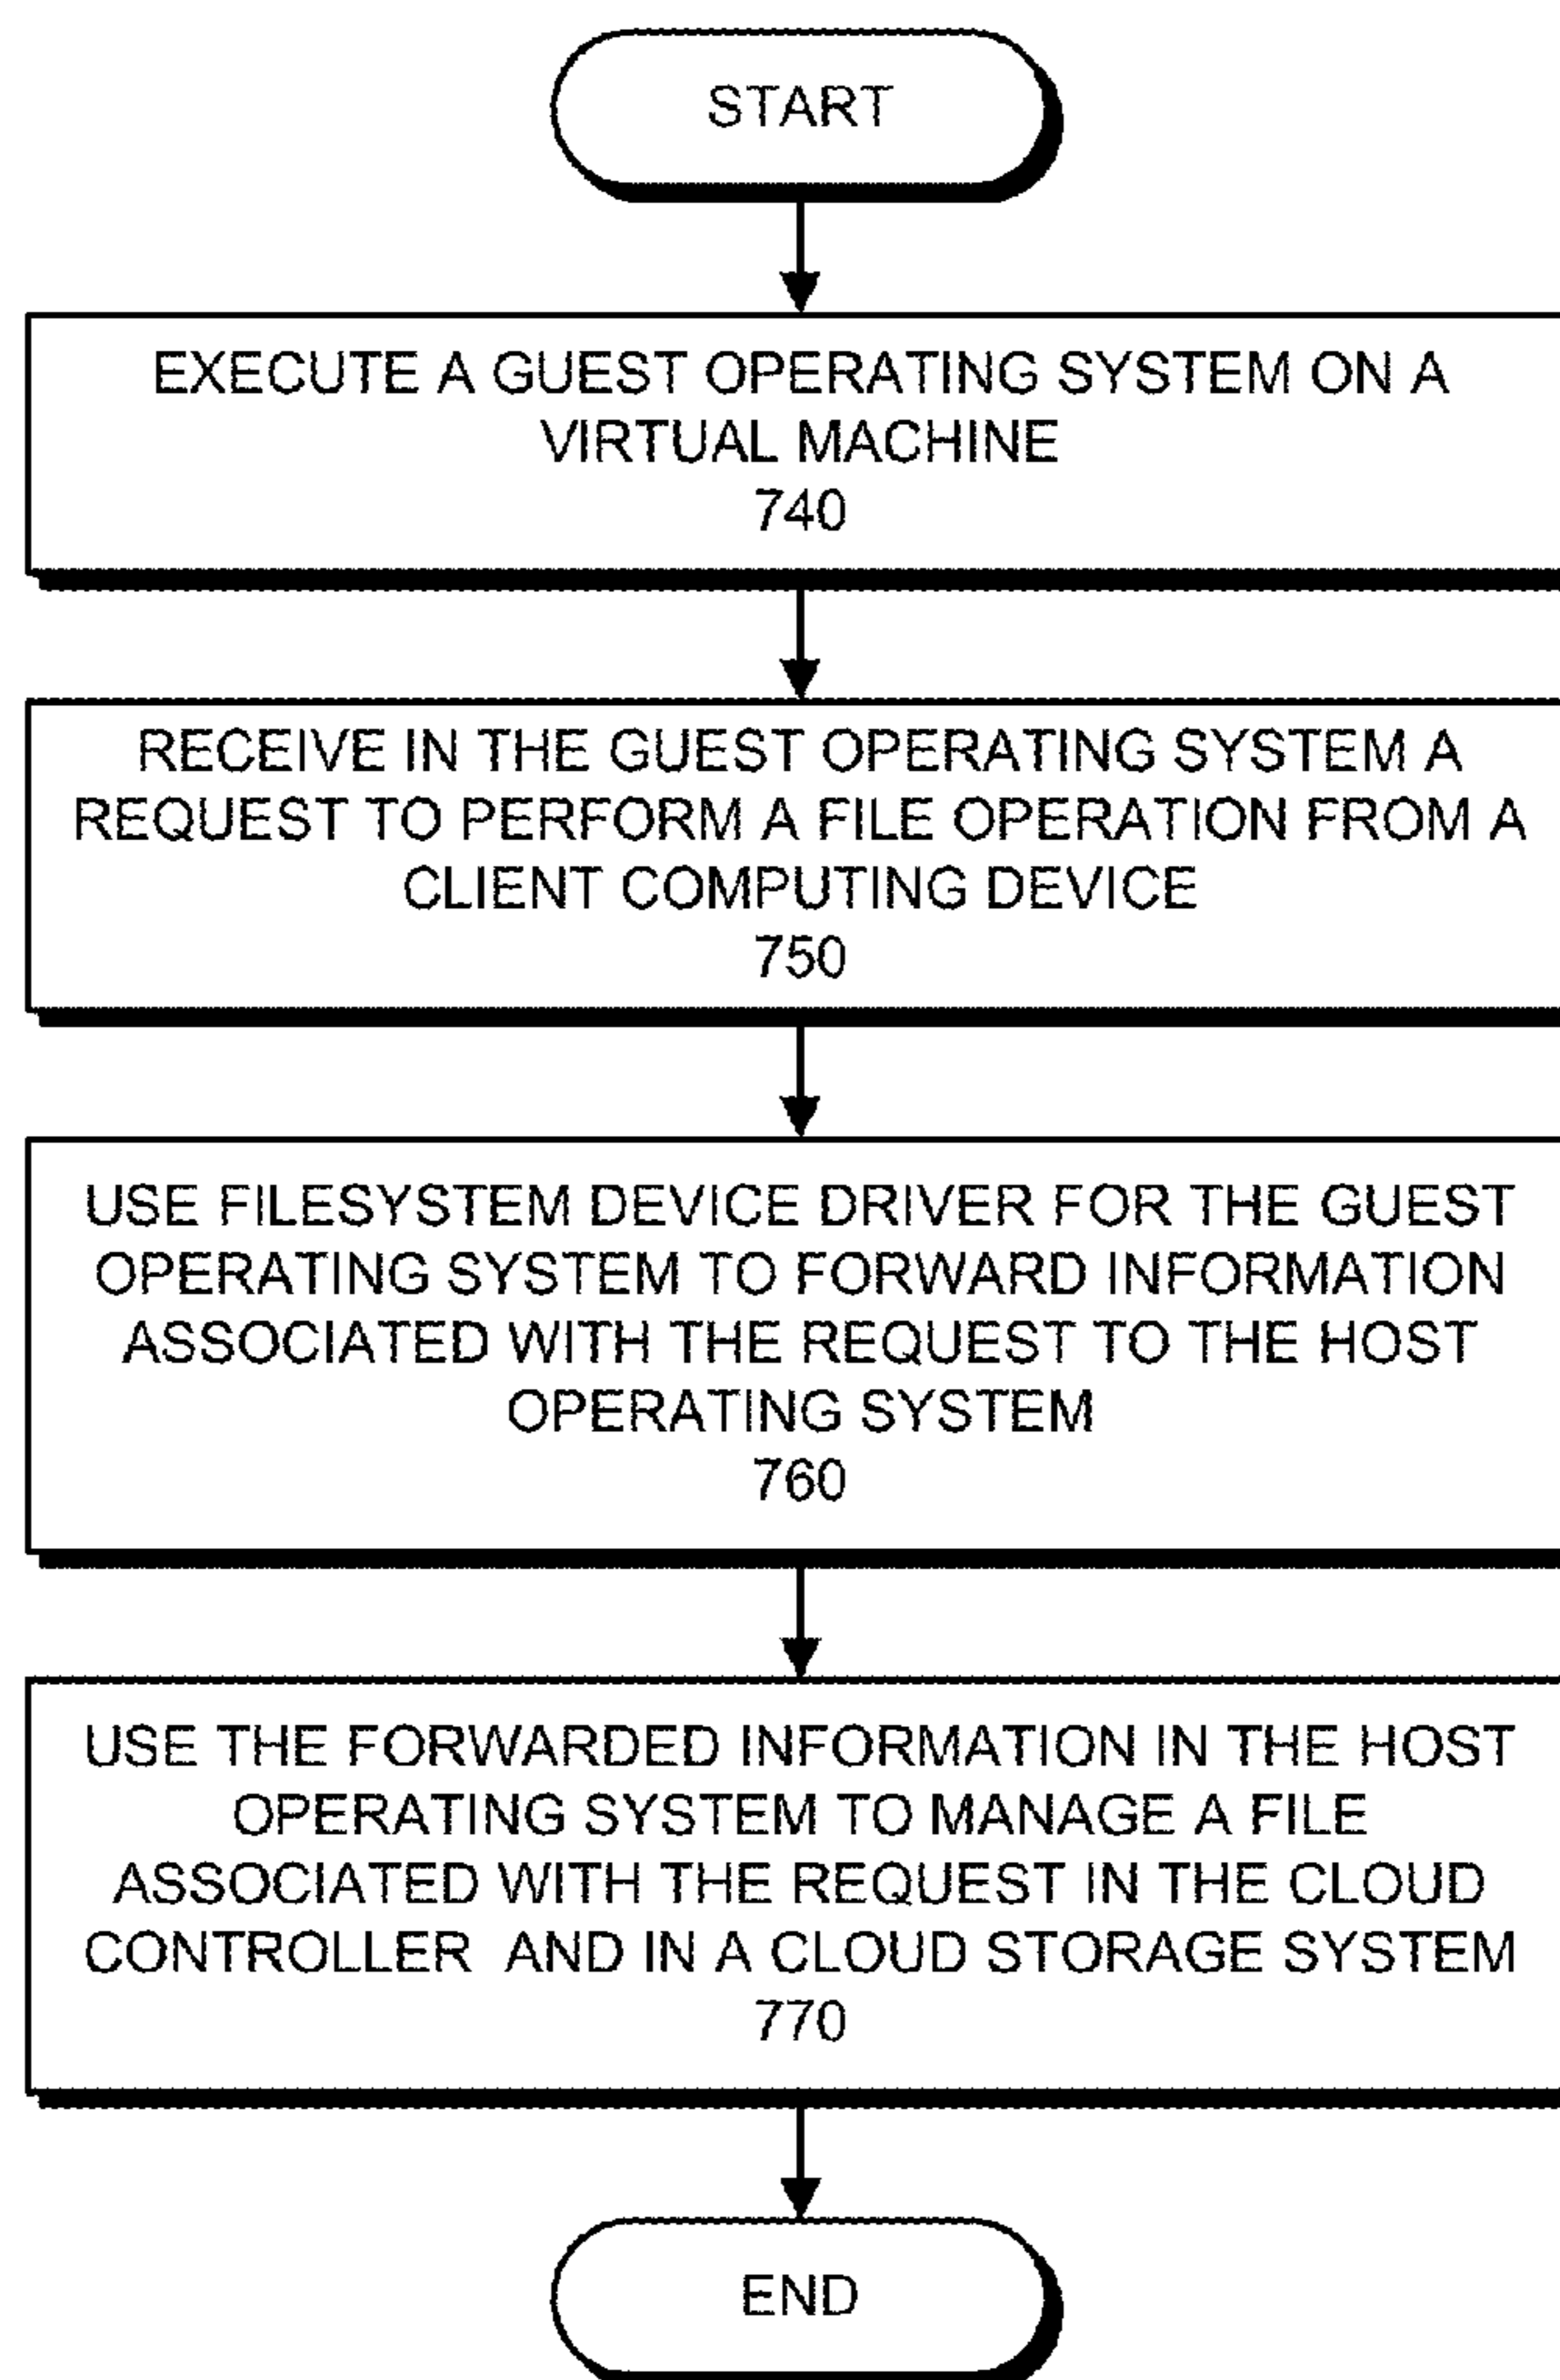 START
EXECUTE A GUEST OPERATING SYSTEM ON A
VIRTUAL MACHINE
740
RECEIVE IN THE GUEST OPERATING SYSTEM A
REQUEST TO PERFORM A FILE OPERATION FROM A
CLIENT COMPUTING DEVICE
750
USE FILESYSTEM DEVICE DRIVER FOR THE GUEST
OPERATING SYSTEM TO FORWARD INFORMATION
ASSOCIATED WITH THE REQUEST TO THE HOST
OPERATING SYSTEM
760
USE THE FORWARDED INFORMATION IN THE HOST
OPERATING SYSTEM TO MANAGE A FILE
ASSOCIATED WITH THE REQUEST IN THE CLOUD
CONTROLLER AND IN A CLOUD STORAGE SYSTEM
770
END